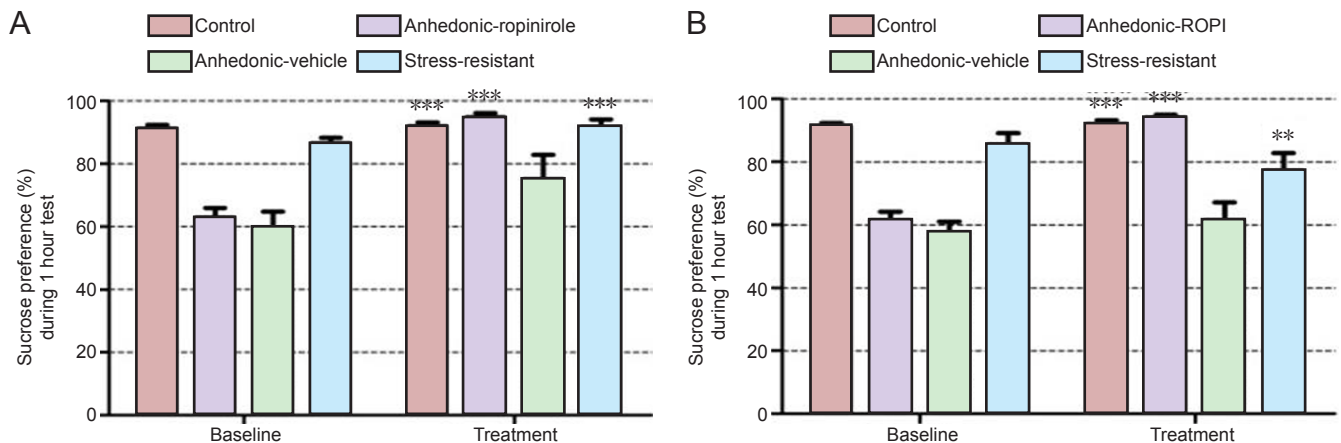 A
Control
Anhedonic-ropinirole
Anhedonic-vehicle
Stress-resistant
Sucrose preference (%)
during 1 hour test
100
80
60
40
20
0
***
***
***
Baseline
Treatment
B
Control
Anhedonic-ROPI
Anhedonic-vehicle
Stress-resistant
Sucrose preference (%)
during 1 hour test
100
80
60
40
20
0
***
***
**
Baseline
Treatment